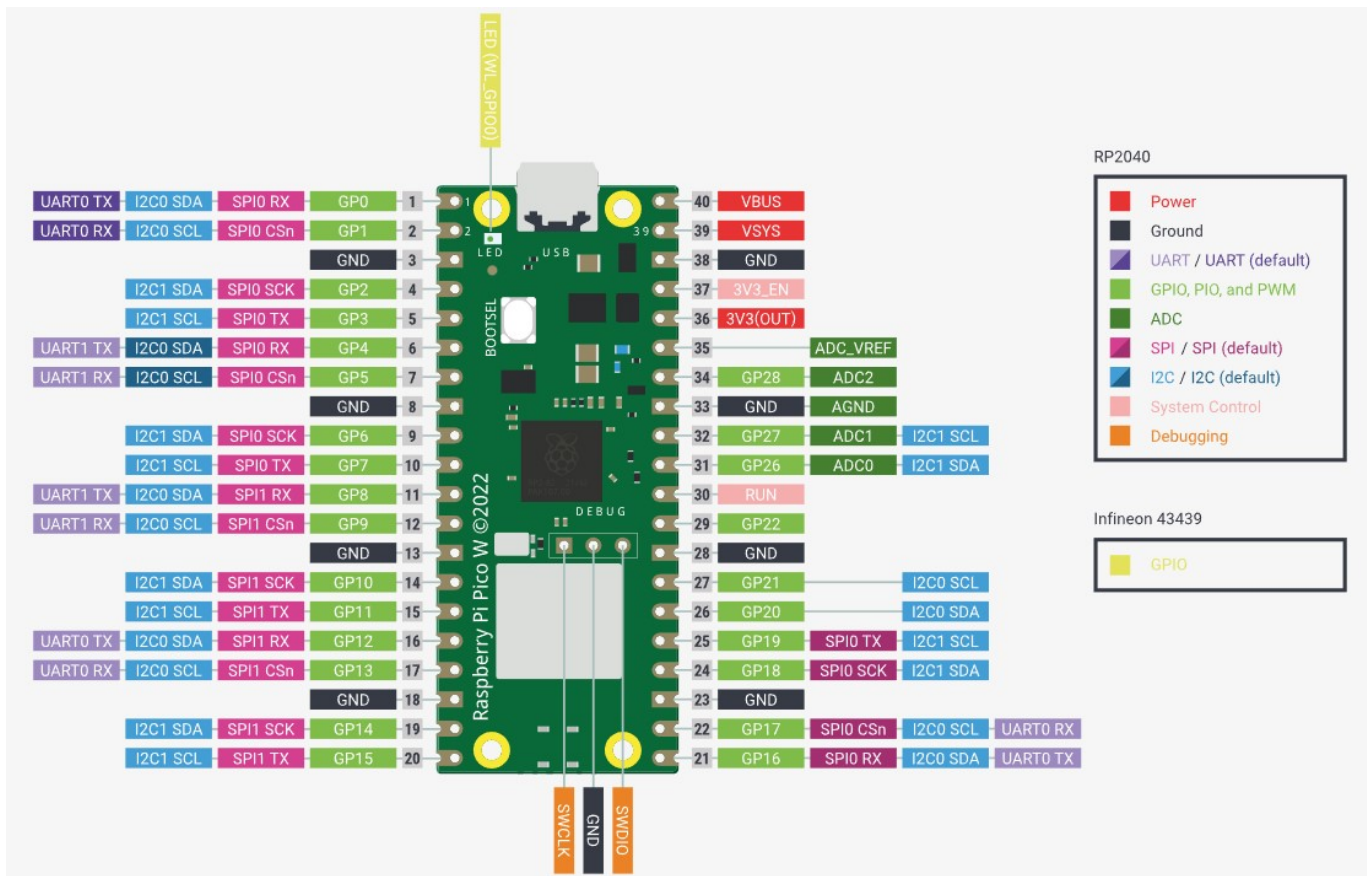 LED (WL_GPIO0)
UART0 TX I2C0 SDA SPI0 RX GP0 1 1 40 VBUS
UART0 RX I2C0 SCL SPI0 CSn GP1 2 2 39 39 VSYS
GND 3 LED USB 38 GND
I2C1 SDA SPI0 SCK GP2 4 37 3V3_EN
I2C1 SCL SPI0 TX GP3 5 BOOTSEL 36 3V3(OUT)
UART1 TX I2C0 SDA SPI0 RX GP4 6 35 ADC_VREF
UART1 RX I2C0 SCL SPI0 CSn GP5 7 34 GP28 ADC2
GND 8 33 GND AGND
I2C1 SDA SPI0 SCK GP6 9 32 GP27 ADC1 I2C1 SCL
I2C1 SCL SPI0 TX GP7 10 31 GP26 ADC0 I2C1 SDA
UART1 TX I2C0 SDA SPI1 RX GP8 11 30 RUN
UART1 RX I2C0 SCL SPI1 CSn GP9 12 DEBUG 29 GP22
GND 13 28 GND
I2C1 SDA SPI1 SCK GP10 14 27 GP21 I2C0 SCL
I2C1 SCL SPI1 TX GP11 15 26 GP20 I2C0 SDA
UART0 TX I2C0 SDA SPI1 RX GP12 16 25 GP19 SPI0 TX I2C1 SCL
UART0 RX I2C0 SCL SPI1 CSn GP13 17 24 GP18 SPI0 SCK I2C1 SDA
GND 18 23 GND
I2C1 SDA SPI1 SCK GP14 19 22 GP17 SPI0 CSn I2C0 SCL UART0 RX
I2C1 SCL SPI1 TX GP15 20 21 GP16 SPI0 RX I2C0 SDA UART0 TX
Raspberry Pi Pico W ©2022
SWCLK
GND
SWDIO
RP2040
Power
Ground
UART / UART (default)
GPIO, PIO, and PWM
ADC
SPI / SPI (default)
I2C / I2C (default)
System Control
Debugging
Infineon 43439
GPIO